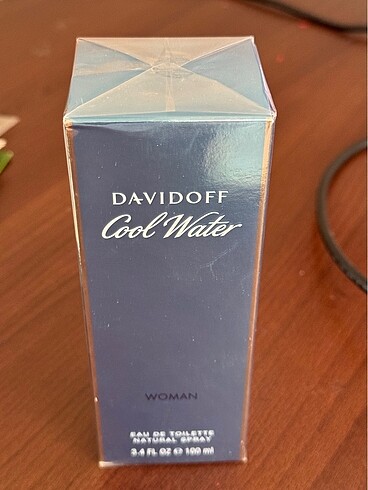 DAVIDOFF
Cool Water
WOMAN
EAU DE TOILETTE
NATURAL SPRAY
3.4 FL OZ ℮ 100 ml